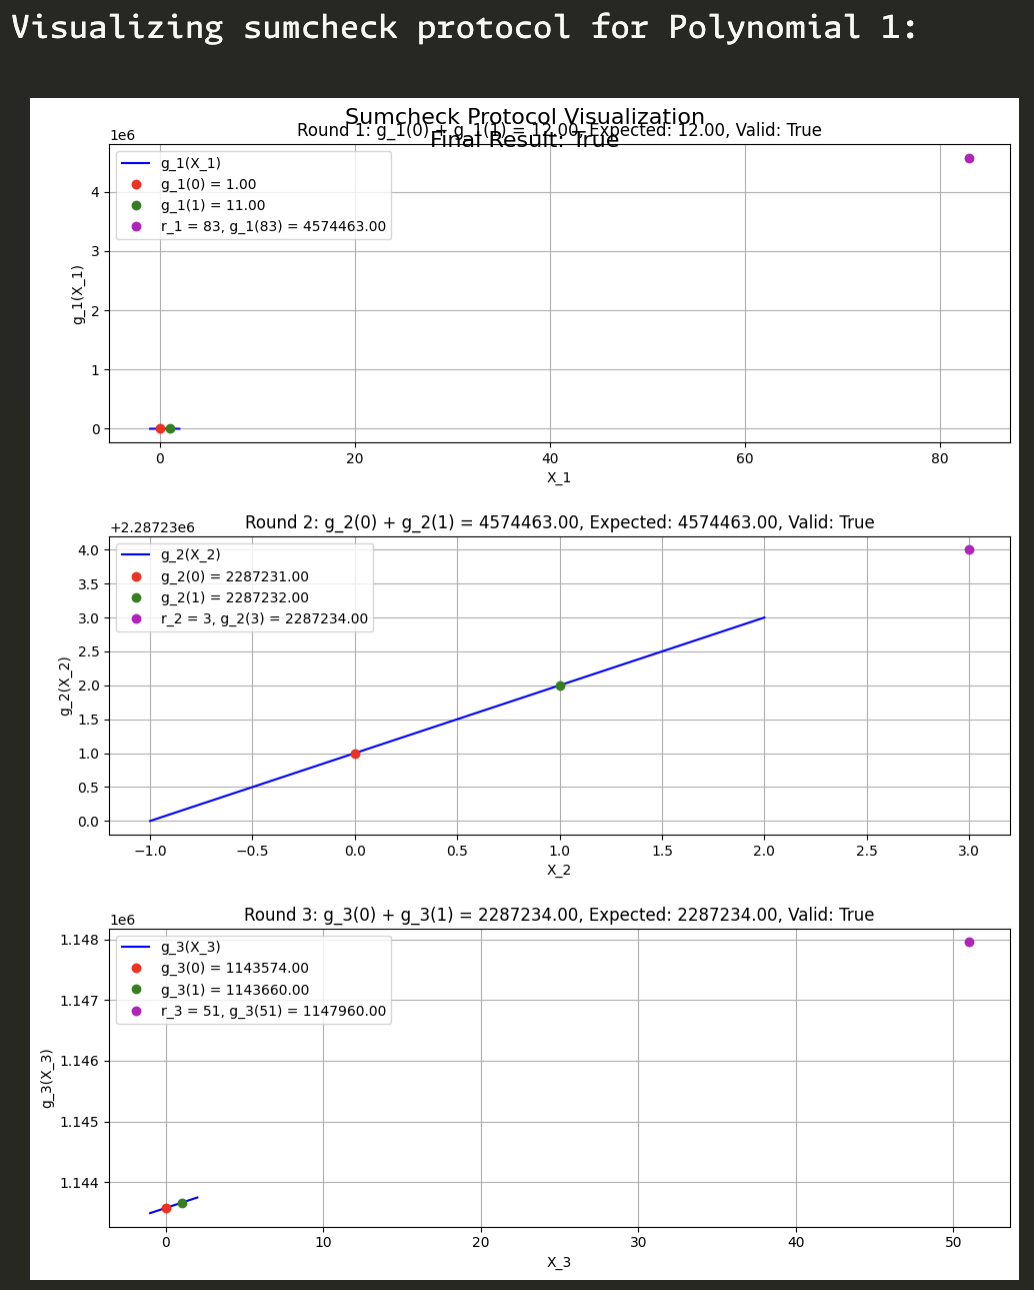 Visualizing sumcheck protocol for Polynomial 1:
Sumcheck Protocol Visualization
Final Result: True
Round 1: g_1(0) + g_1(1) = 12.00, Expected: 12.00, Valid: True
1e6
g_1(X_1)
g_1(0) = 1.00
g_1(1) = 11.00
r_1 = 83, g_1(83) = 4574463.00
4
3
2
1
0
g_1(X_1)
0 20 40 60 80
X_1
Round 2: g_2(0) + g_2(1) = 4574463.00, Expected: 4574463.00, Valid: True
+2.28723e6
g_2(X_2)
g_2(0) = 2287231.00
g_2(1) = 2287232.00
r_2 = 3, g_2(3) = 2287234.00
4.0
3.5
3.0
2.5
2.0
1.5
1.0
0.5
0.0
g_2(X_2)
−1.0 −0.5 0.0 0.5 1.0 1.5 2.0 2.5 3.0
X_2
Round 3: g_3(0) + g_3(1) = 2287234.00, Expected: 2287234.00, Valid: True
1e6
g_3(X_3)
g_3(0) = 1143574.00
g_3(1) = 1143660.00
r_3 = 51, g_3(51) = 1147960.00
1.148
1.147
1.146
1.145
1.144
g_3(X_3)
0 10 20 30 40 50
X_3